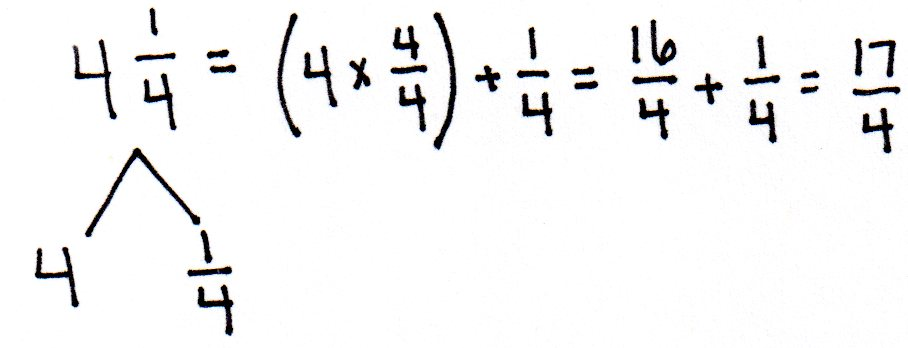 4 1/4 = (4 × 4/4) + 1/4 = 16/4 + 1/4 = 17/4
4 1/4